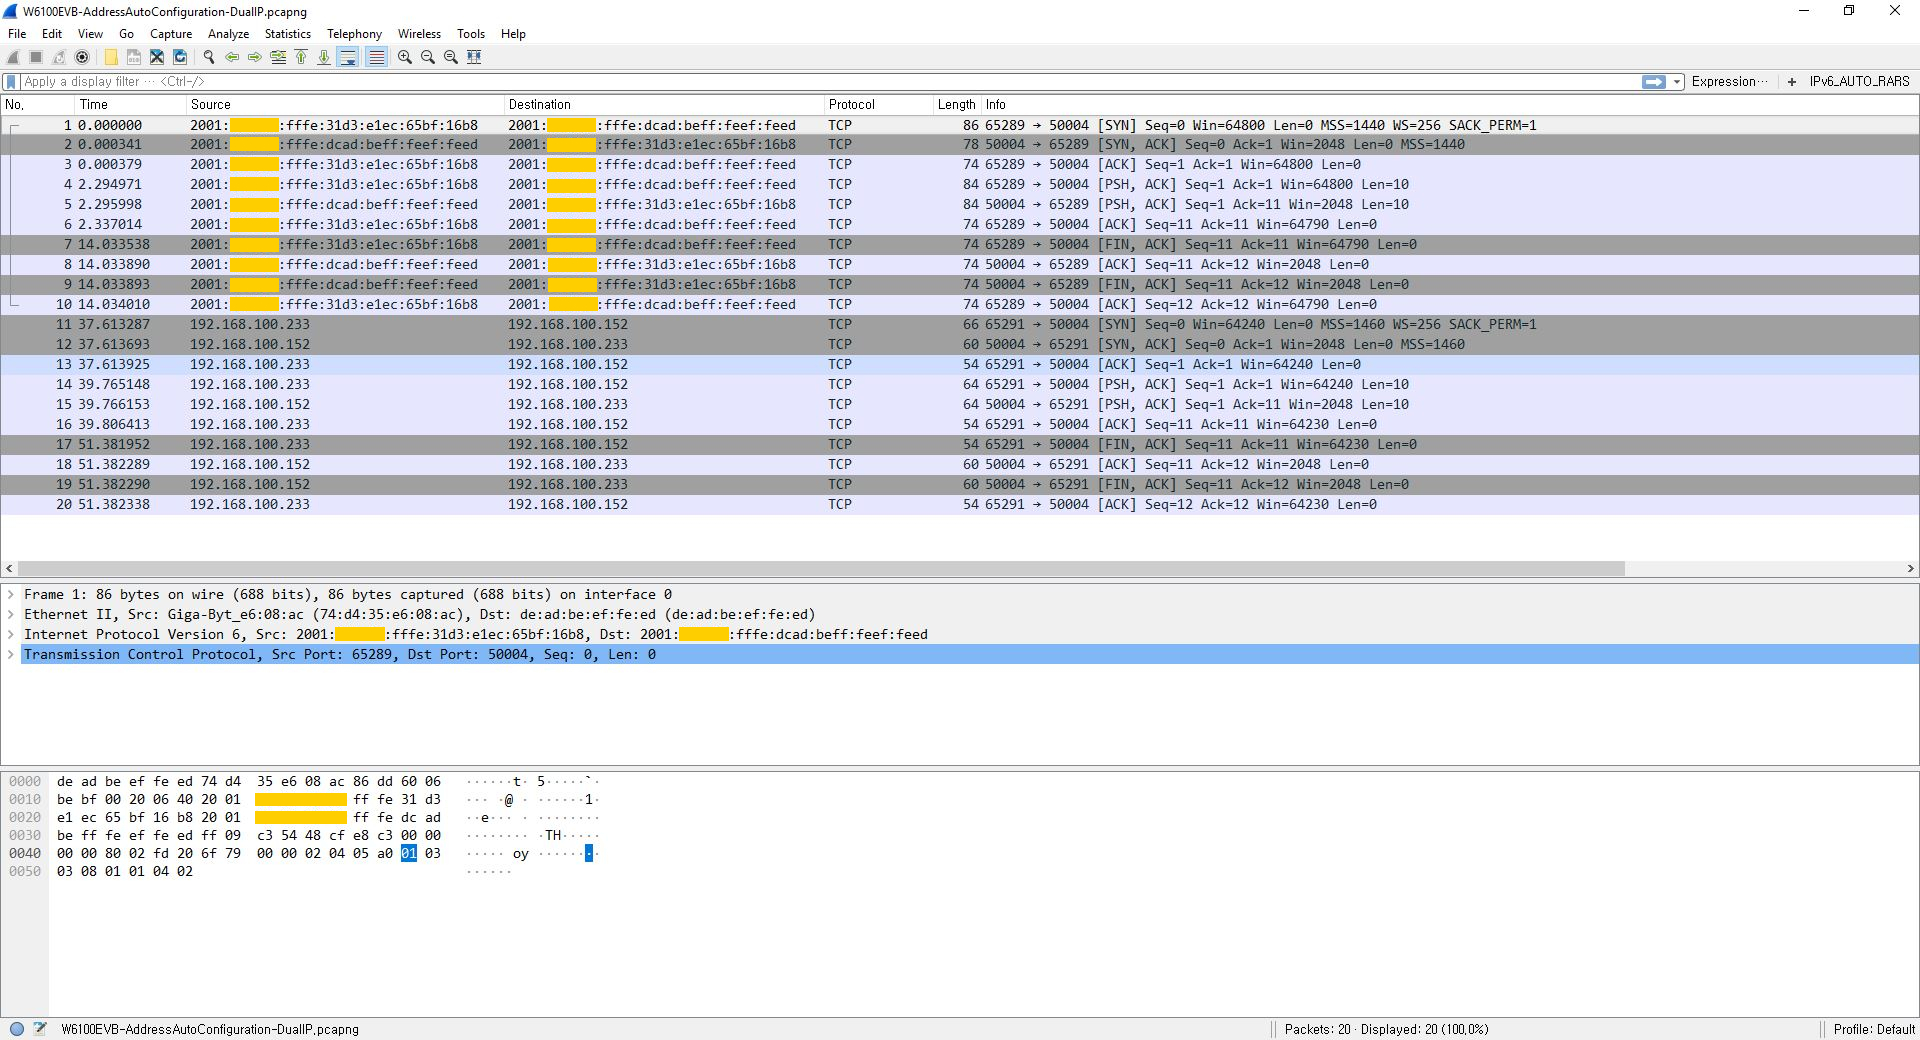 W6100EVB-AddressAutoConfiguration-DualIP.pcapng
File Edit View Go Capture Analyze Statistics Telephony Wireless Tools Help
Apply a display filter ... <Ctrl-/> Expression... + IPv6_AUTO_RARS
No. Time Source Destination Protocol Length Info
1 0.000000 2001: :fffe:31d3:e1ec:65bf:16b8 2001: :fffe:dcad:beff:feef:feed TCP 86 65289 → 50004 [SYN] Seq=0 Win=64800 Len=0 MSS=1440 WS=256 SACK_PERM=1
2 0.000341 2001: :fffe:dcad:beff:feef:feed 2001: :fffe:31d3:e1ec:65bf:16b8 TCP 78 50004 → 65289 [SYN, ACK] Seq=0 Ack=1 Win=2048 Len=0 MSS=1440
3 0.000379 2001: :fffe:31d3:e1ec:65bf:16b8 2001: :fffe:dcad:beff:feef:feed TCP 74 65289 → 50004 [ACK] Seq=1 Ack=1 Win=64800 Len=0
4 2.294971 2001: :fffe:31d3:e1ec:65bf:16b8 2001: :fffe:dcad:beff:feef:feed TCP 84 65289 → 50004 [PSH, ACK] Seq=1 Ack=1 Win=64800 Len=10
5 2.295998 2001: :fffe:dcad:beff:feef:feed 2001: :fffe:31d3:e1ec:65bf:16b8 TCP 84 50004 → 65289 [PSH, ACK] Seq=1 Ack=11 Win=2048 Len=10
6 2.337014 2001: :fffe:31d3:e1ec:65bf:16b8 2001: :fffe:dcad:beff:feef:feed TCP 74 65289 → 50004 [ACK] Seq=11 Ack=11 Win=64790 Len=0
7 14.033538 2001: :fffe:31d3:e1ec:65bf:16b8 2001: :fffe:dcad:beff:feef:feed TCP 74 65289 → 50004 [FIN, ACK] Seq=11 Ack=11 Win=64790 Len=0
8 14.033890 2001: :fffe:dcad:beff:feef:feed 2001: :fffe:31d3:e1ec:65bf:16b8 TCP 74 50004 → 65289 [ACK] Seq=11 Ack=12 Win=2048 Len=0
9 14.033893 2001: :fffe:dcad:beff:feef:feed 2001: :fffe:31d3:e1ec:65bf:16b8 TCP 74 50004 → 65289 [FIN, ACK] Seq=11 Ack=12 Win=2048 Len=0
10 14.034010 2001: :fffe:31d3:e1ec:65bf:16b8 2001: :fffe:dcad:beff:feef:feed TCP 74 65289 → 50004 [ACK] Seq=12 Ack=12 Win=64790 Len=0
11 37.613287 192.168.100.233 192.168.100.152 TCP 66 65291 → 50004 [SYN] Seq=0 Win=64240 Len=0 MSS=1460 WS=256 SACK_PERM=1
12 37.613693 192.168.100.152 192.168.100.233 TCP 60 50004 → 65291 [SYN, ACK] Seq=0 Ack=1 Win=2048 Len=0 MSS=1460
13 37.613925 192.168.100.233 192.168.100.152 TCP 54 65291 → 50004 [ACK] Seq=1 Ack=1 Win=64240 Len=0
14 39.765148 192.168.100.233 192.168.100.152 TCP 64 65291 → 50004 [PSH, ACK] Seq=1 Ack=1 Win=64240 Len=10
15 39.766153 192.168.100.152 192.168.100.233 TCP 64 50004 → 65291 [PSH, ACK] Seq=1 Ack=11 Win=2048 Len=10
16 39.806413 192.168.100.233 192.168.100.152 TCP 54 65291 → 50004 [ACK] Seq=11 Ack=11 Win=64230 Len=0
17 51.381952 192.168.100.233 192.168.100.152 TCP 54 65291 → 50004 [FIN, ACK] Seq=11 Ack=11 Win=64230 Len=0
18 51.382289 192.168.100.152 192.168.100.233 TCP 60 50004 → 65291 [ACK] Seq=11 Ack=12 Win=2048 Len=0
19 51.382290 192.168.100.152 192.168.100.233 TCP 60 50004 → 65291 [FIN, ACK] Seq=11 Ack=12 Win=2048 Len=0
20 51.382338 192.168.100.233 192.168.100.152 TCP 54 65291 → 50004 [ACK] Seq=12 Ack=12 Win=64230 Len=0
Frame 1: 86 bytes on wire (688 bits), 86 bytes captured (688 bits) on interface 0
Ethernet II, Src: Giga-Byt_e6:08:ac (74:d4:35:e6:08:ac), Dst: de:ad:be:ef:fe:ed (de:ad:be:ef:fe:ed)
Internet Protocol Version 6, Src: 2001: :fffe:31d3:e1ec:65bf:16b8, Dst: 2001: :fffe:dcad:beff:feef:feed
Transmission Control Protocol, Src Port: 65289, Dst Port: 50004, Seq: 0, Len: 0
0000 de ad be ef fe ed 74 d4 35 e6 08 ac 86 dd 60 06 ······t· 5·····`·
0010 be bf 00 20 06 40 20 01 ff fe 31 d3 ··· ·@ · ······1·
0020 e1 ec 65 bf 16 b8 20 01 ff fe dc ad ··e··· · ········
0030 be ff fe ef fe ed ff 09 c3 54 48 cf e8 c3 00 00 ········ ·TH·····
0040 00 00 80 02 fd 20 6f 79 00 00 02 04 05 a0 01 03 ····· oy ········
0050 03 08 01 01 04 02 ······
W6100EVB-AddressAutoConfiguration-DualIP.pcapng Packets: 20 · Displayed: 20 (100.0%) Profile: Default